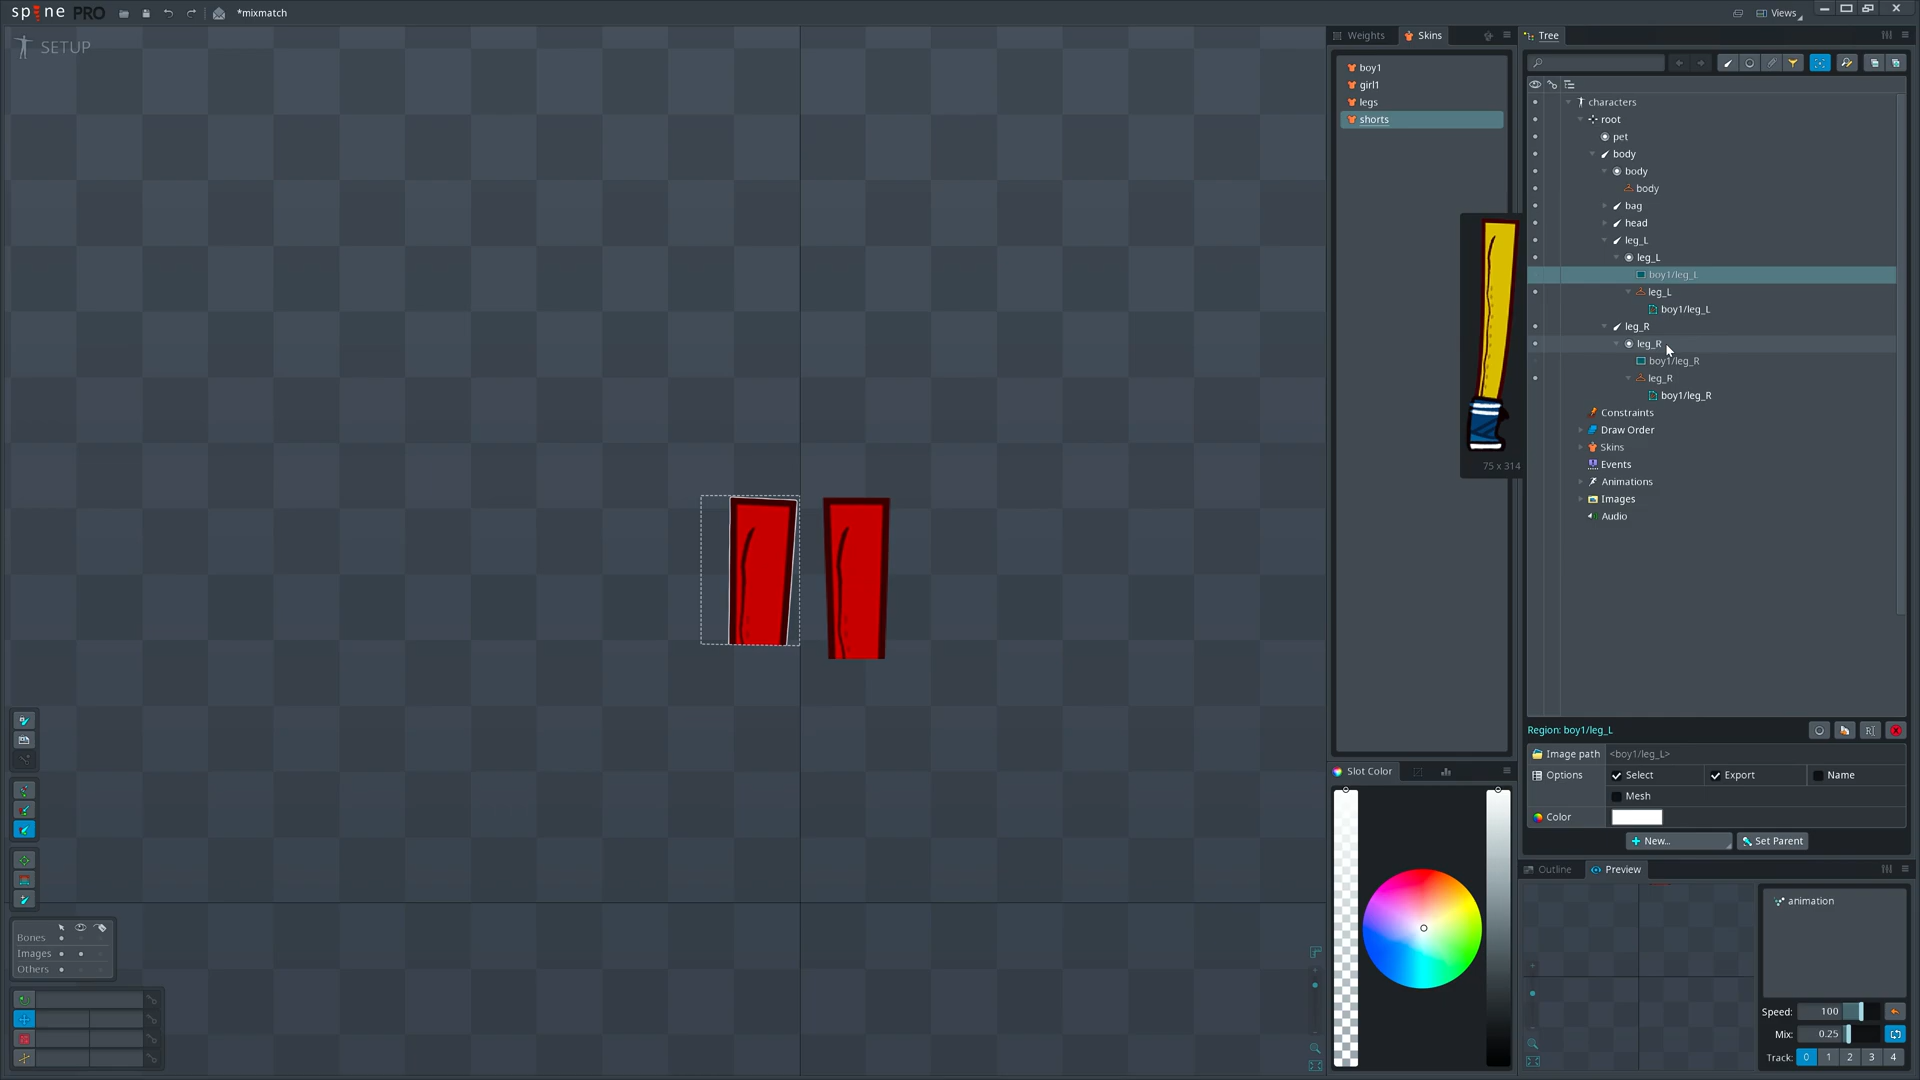 spine PRO
*mixmatch
Views
SETUP
Weights
Skins
boy1
girl1
legs
shorts
75 x 314
Tree
characters
root
pet
body
body
body
bag
head
leg_L
leg_L
boy1/leg_L
leg_L
boy1/leg_L
leg_R
leg_R
boy1/leg_R
leg_R
boy1/leg_R
Constraints
Draw Order
Skins
Events
Animations
Images
Audio
Region: boy1/leg_L
Image path <boy1/leg_L>
Options Select Export Name
Mesh
Color
New... Set Parent
Slot Color
Outline Preview
animation
Speed: 100
Mix: 0.25
Track: 0 1 2 3 4
Bones
Images
Others